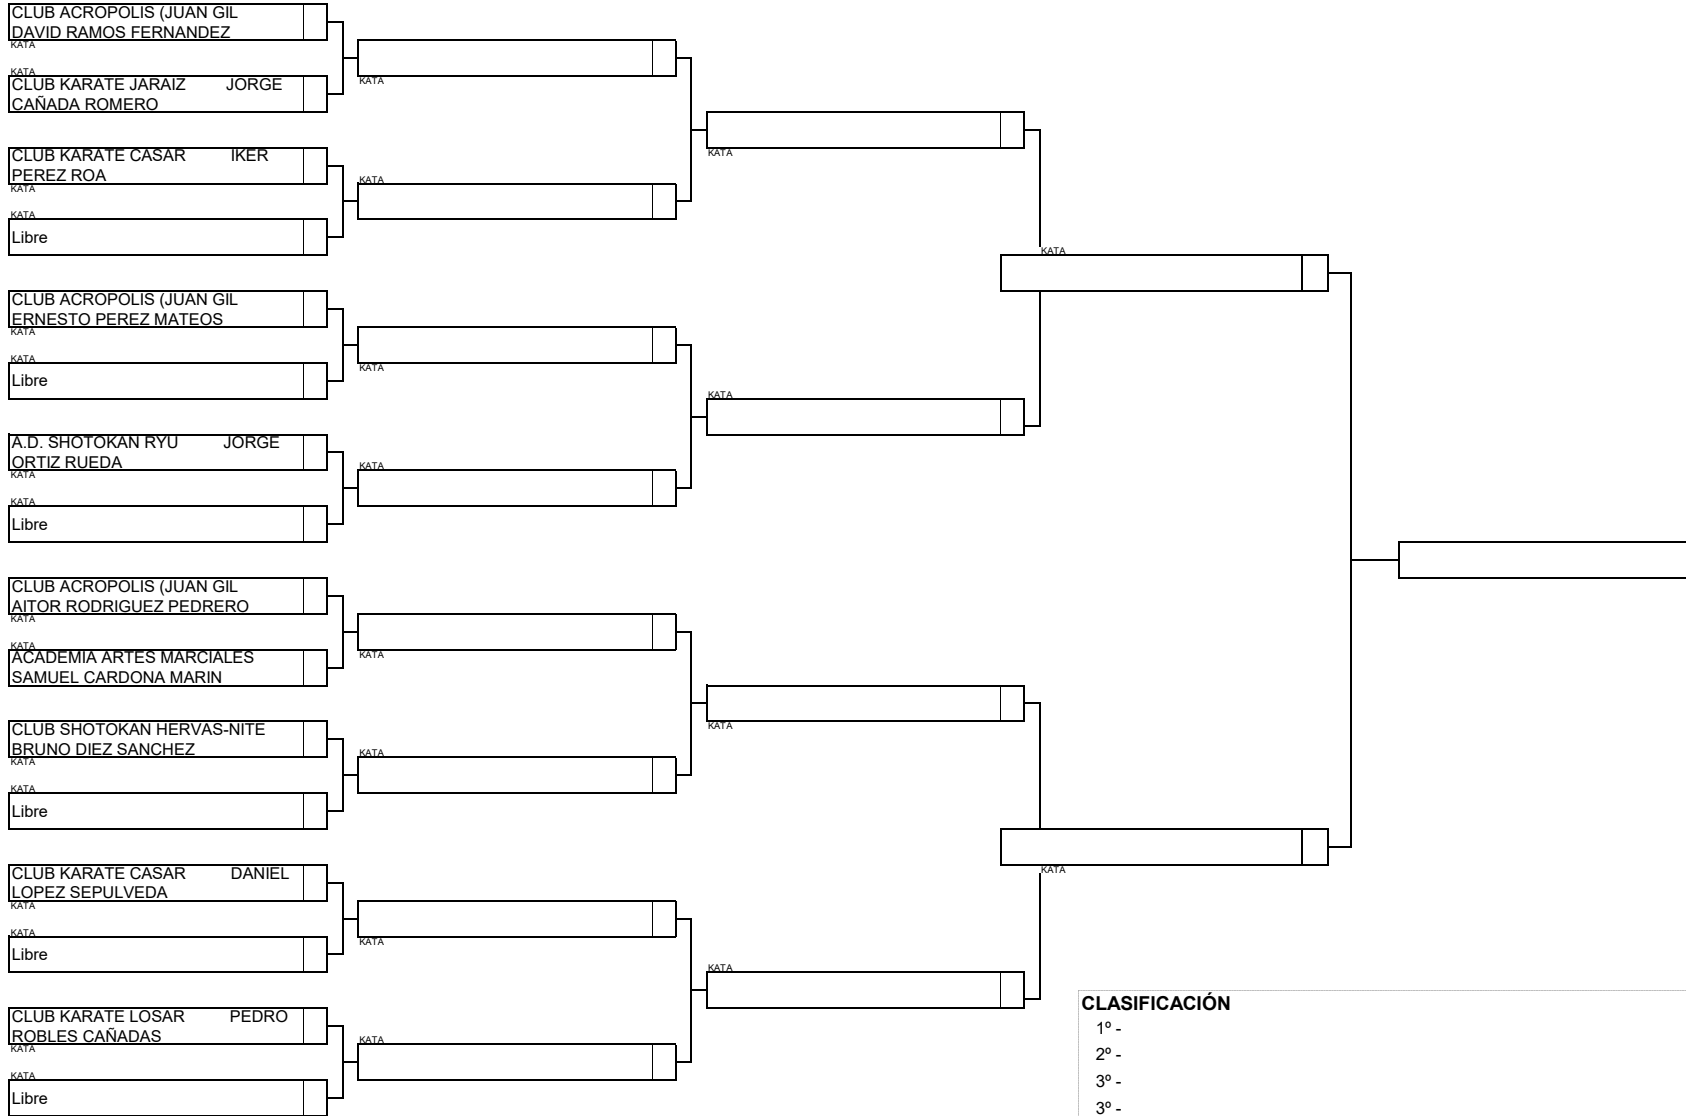 CLUB ACROPOLIS (JUAN GIL
DAVID RAMOS FERNANDEZ
KATA
KATA
CLUB KARATE JARAIZ JORGE
CAÑADA ROMERO
CLUB KARATE CASAR IKER
PEREZ ROA
KATA
KATA
Libre
CLUB ACROPOLIS (JUAN GIL
ERNESTO PEREZ MATEOS
KATA
KATA
Libre
A.D. SHOTOKAN RYU JORGE
ORTIZ RUEDA
KATA
KATA
Libre
CLUB ACROPOLIS (JUAN GIL
AITOR RODRIGUEZ PEDRERO
KATA
KATA
ACADEMIA ARTES MARCIALES
SAMUEL CARDONA MARIN
CLUB SHOTOKAN HERVAS-NITE
BRUNO DIEZ SANCHEZ
KATA
KATA
Libre
CLUB KARATE CASAR DANIEL
LOPEZ SEPULVEDA
KATA
KATA
Libre
CLUB KARATE LOSAR PEDRO
ROBLES CAÑADAS
KATA
KATA
Libre
KATA
KATA
KATA
KATA
KATA
KATA
KATA
KATA
KATA
KATA
KATA
KATA
KATA
KATA
CLASIFICACIÓN
1º -
2º -
3º -
3º -